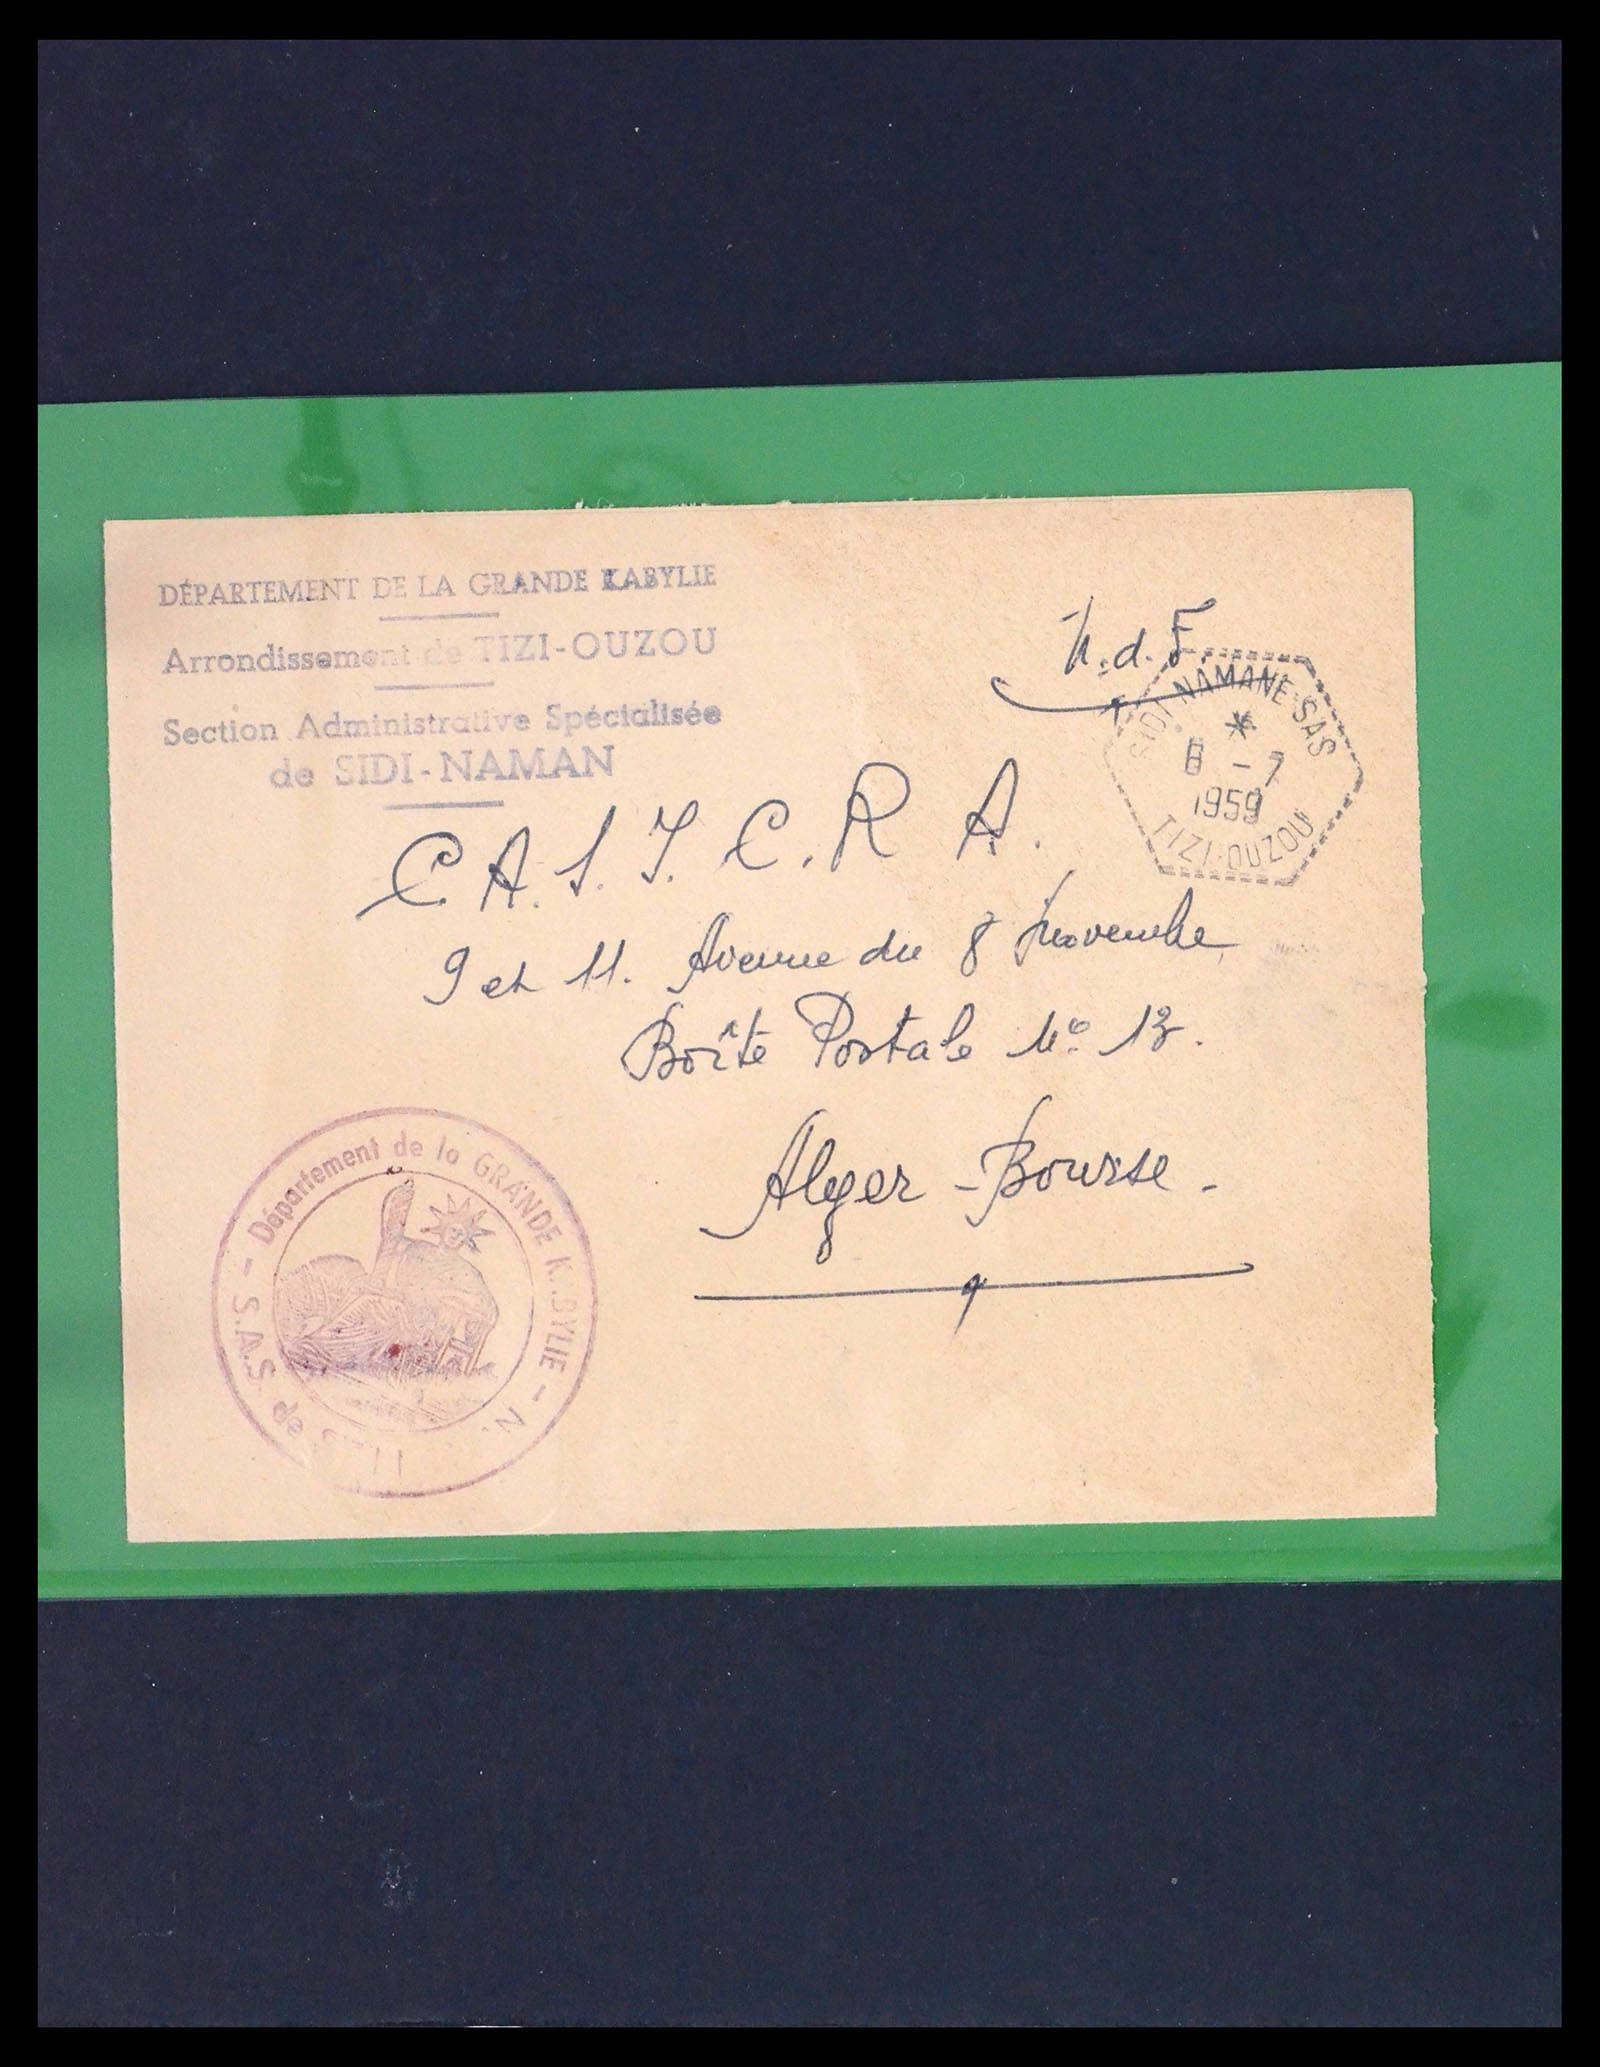 DÉPARTEMENT DE LA GRANDE KABYLIE
Arrondissement de TIZI-OUZOU
Section Administrative Spécialisée
de SIDI-NAMAN
N.d.F.
SIDI NAMANE-SAS
*
8 -7
1959
TIZI-OUZOU
C A. S. I. C. R A.
9 et 11. Avenue du 8 Novembre
Boîte Postale No 13.
Alger - Bourse -
- Département de la GRANDE K.BYLIE -
S.A.S. de
N.